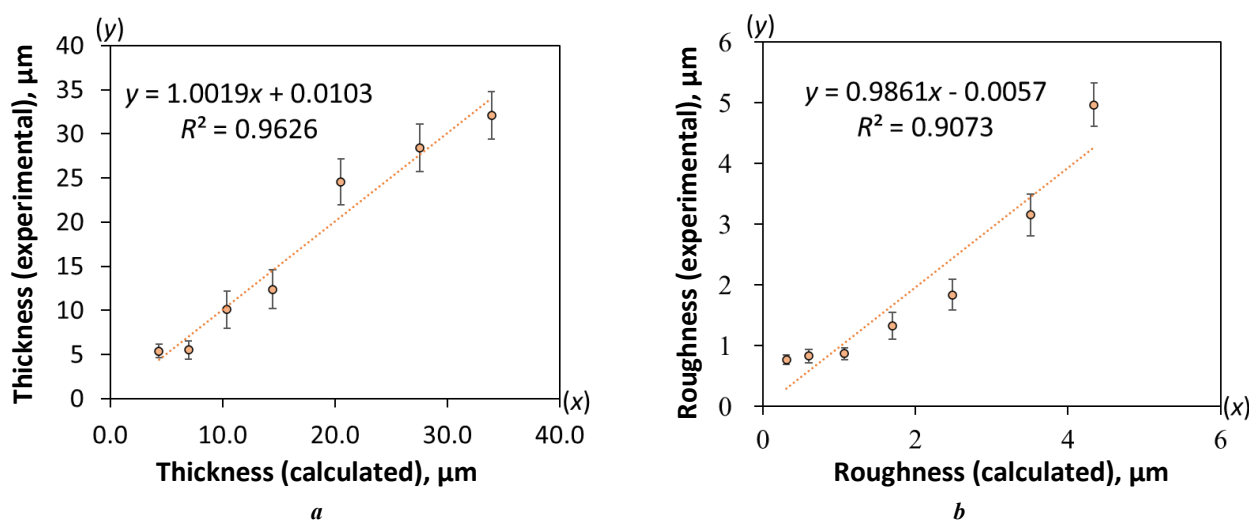 (y)
Thickness (experimental), μm
40
35
30
25
20
15
10
5
0
y = 1.0019x + 0.0103
R² = 0.9626
0.0 10.0 20.0 30.0 40.0
(x)
Thickness (calculated), μm
a
(y)
Roughness (experimental), μm
6
5
4
3
2
1
0
y = 0.9861x - 0.0057
R² = 0.9073
0 2 4 6
(x)
Roughness (calculated), μm
b